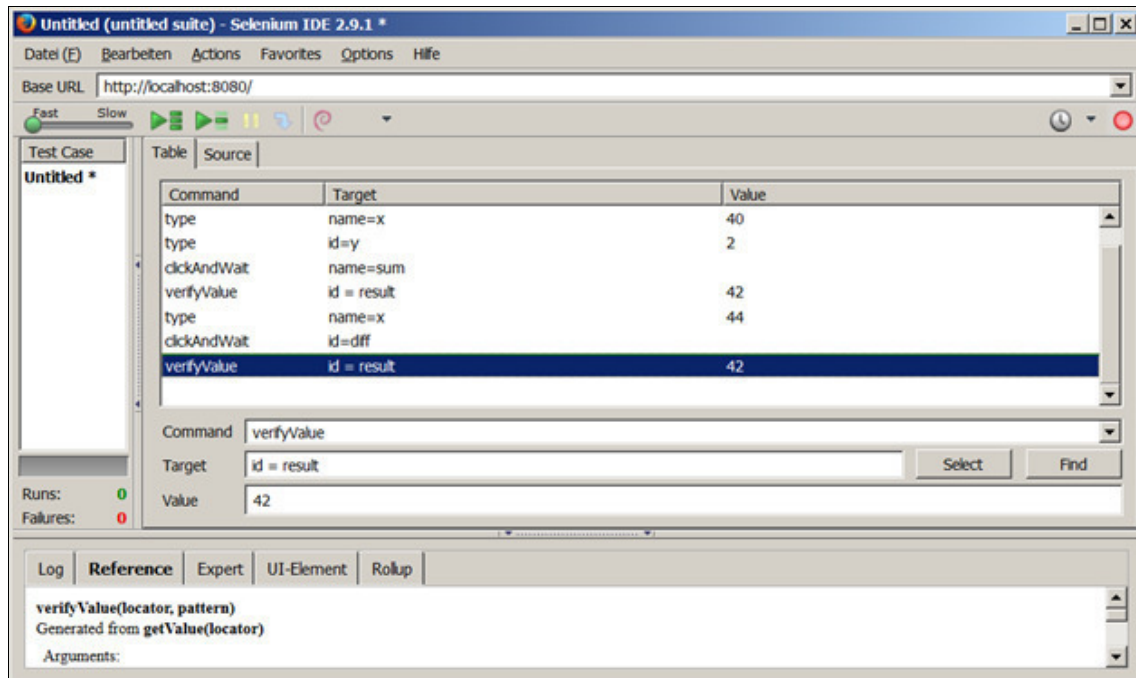 Untitled (untitled suite) - Selenium IDE 2.9.1 *
Datei (F) Bearbeiten Actions Favorites Options Hilfe
Base URL http://localhost:8080/
Fast Slow
Test Case Table Source
Untitled *
Command Target Value
type name=x 40
type id=y 2
clickAndWait name=sum
verifyValue id = result 42
type name=x 44
clickAndWait id=diff
verifyValue id = result 42
Command verifyValue
Target id = result Select Find
Value 42
Runs: 0
Failures: 0
Log Reference Expert UI-Element Rollup
verifyValue(locator, pattern)
Generated from getValue(locator)
Arguments: